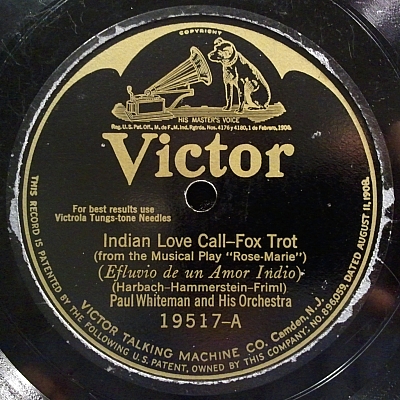 COPYRIGHT
HIS MASTER'S VOICE
Reg. U.S. Pat. Off., M. de F., M. Ind. Rgtrda. Nors. 4176 y 4180, 1 de Febrero, 1906.
Victor
For best results use
Victrola Tungs-tone Needles
Indian Love Call–Fox Trot
(from the Musical Play "Rose-Marie")
(Efluvio de un Amor Indio)
(Harbach-Hammerstein-Friml)
Paul Whiteman and His Orchestra
19517-A
THIS RECORD IS PATENTED BY THE FOLLOWING U.S. PATENT, OWNED BY THIS COMPANY: No. 896059, DATED AUGUST 11, 1908.
VICTOR TALKING MACHINE CO. Camden, N.J.